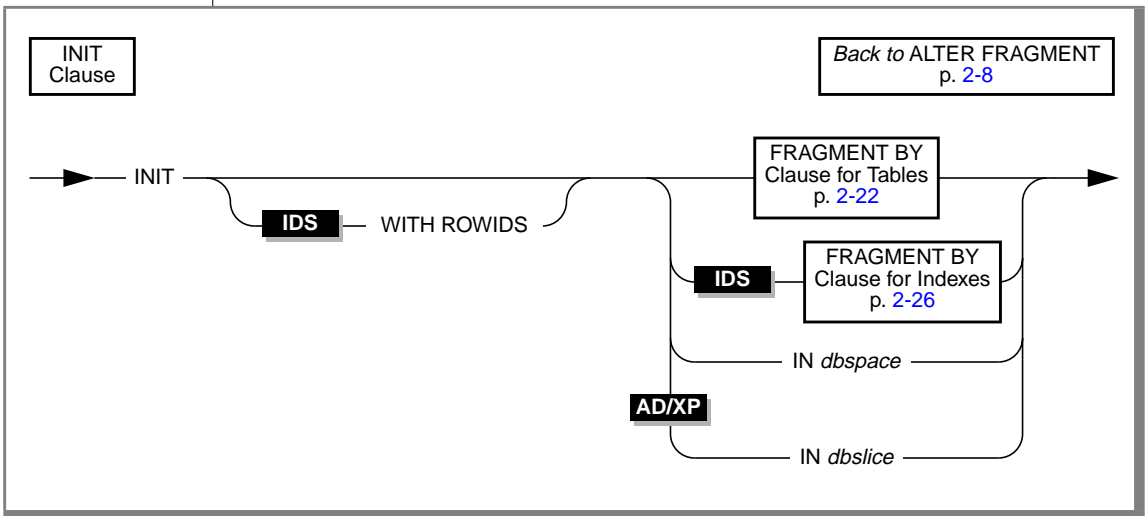 INIT
Clause
Back to ALTER FRAGMENT
p. 2-8
INIT
IDS
WITH ROWIDS
FRAGMENT BY
Clause for Tables
p. 2-22
IDS
FRAGMENT BY
Clause for Indexes
p. 2-26
IN dbspace
AD/XP
IN dbslice